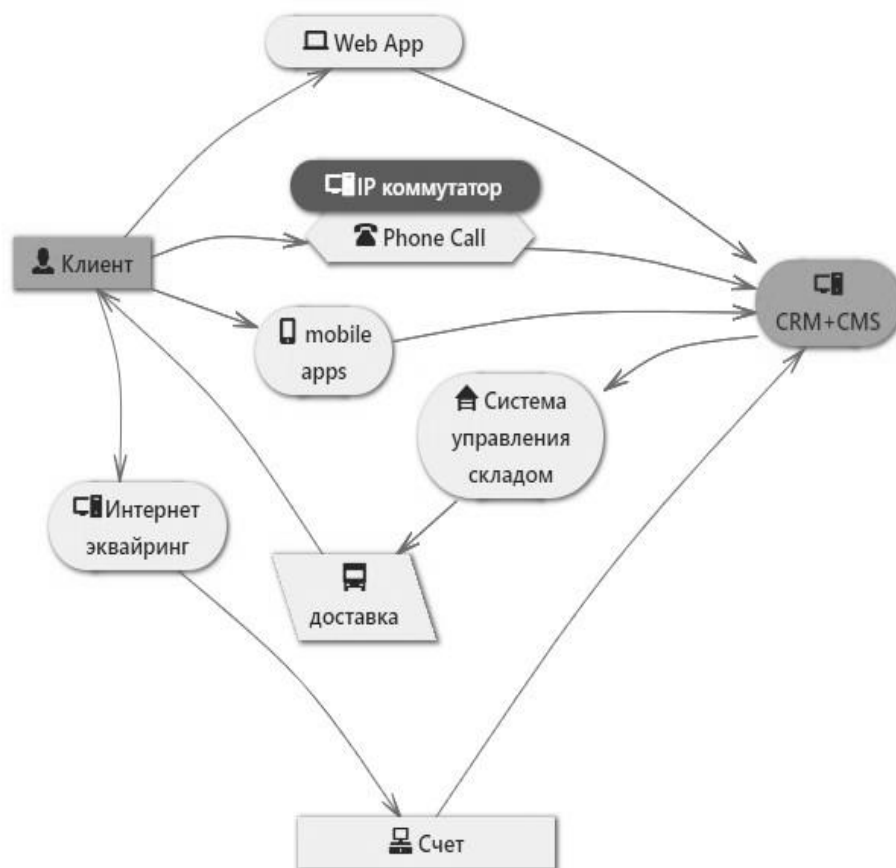 Web App
IP коммутатор
Phone Call
Клиент
mobile
apps
CRM+CMS
Система
управления
складом
Интернет
эквайринг
доставка
Счет